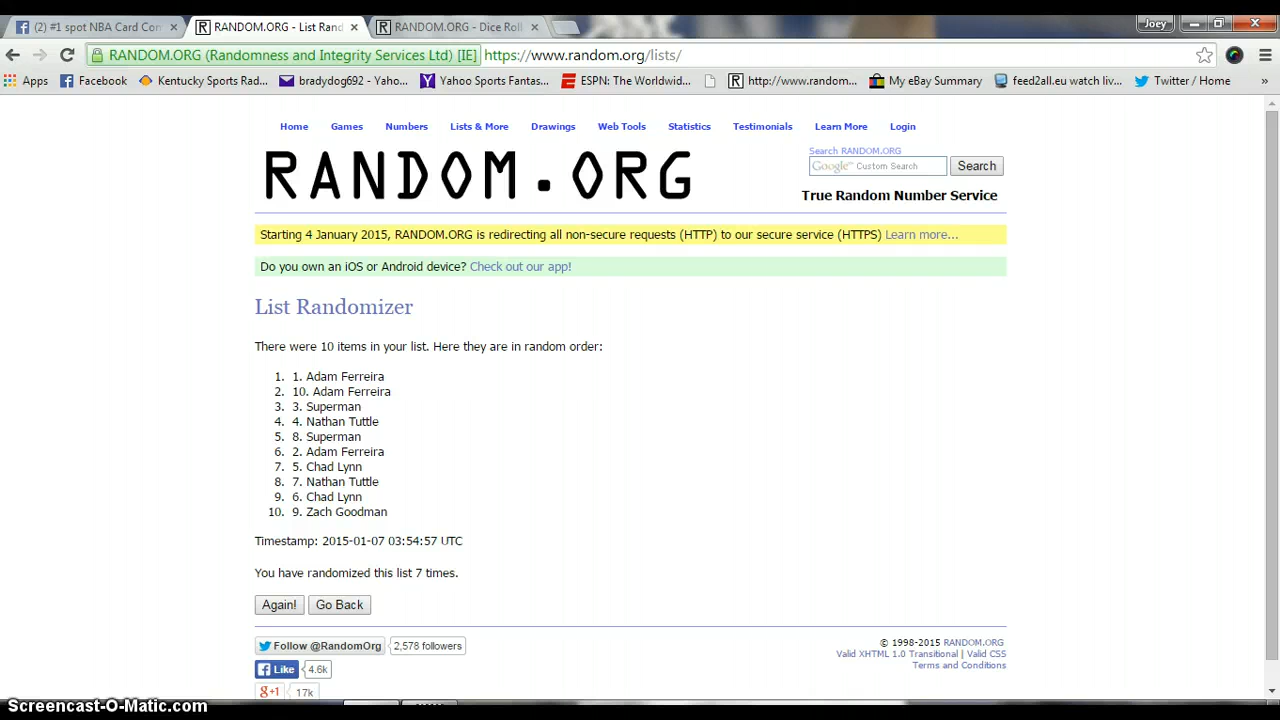 (2) #1 spot NBA Card Con
RANDOM.ORG - List Rand
RANDOM.ORG - Dice Roll
Joey
RANDOM.ORG (Randomness and Integrity Services Ltd) [IE]
https://www.random.org/lists/
Apps
Facebook
Kentucky Sports Rad...
bradydog692 - Yaho...
Yahoo Sports Fantas...
ESPN: The Worldwid...
http://www.random...
My eBay Summary
feed2all.eu watch liv...
Twitter / Home
Home Games Numbers Lists & More Drawings Web Tools Statistics Testimonials Learn More Login
RANDOM.ORG
Search RANDOM.ORG
Google™ Custom Search
Search
True Random Number Service
Starting 4 January 2015, RANDOM.ORG is redirecting all non-secure requests (HTTP) to our secure service (HTTPS) Learn more...
Do you own an iOS or Android device? Check out our app!
List Randomizer
There were 10 items in your list. Here they are in random order:
1. 1. Adam Ferreira
2. 10. Adam Ferreira
3. 3. Superman
4. 4. Nathan Tuttle
5. 8. Superman
6. 2. Adam Ferreira
7. 5. Chad Lynn
8. 7. Nathan Tuttle
9. 6. Chad Lynn
10. 9. Zach Goodman
Timestamp: 2015-01-07 03:54:57 UTC
You have randomized this list 7 times.
Again! Go Back
Follow @RandomOrg
2,578 followers
Like
4.6k
g+1
17k
© 1998-2015 RANDOM.ORG
Valid XHTML 1.0 Transitional | Valid CSS
Terms and Conditions
Screencast-O-Matic.com